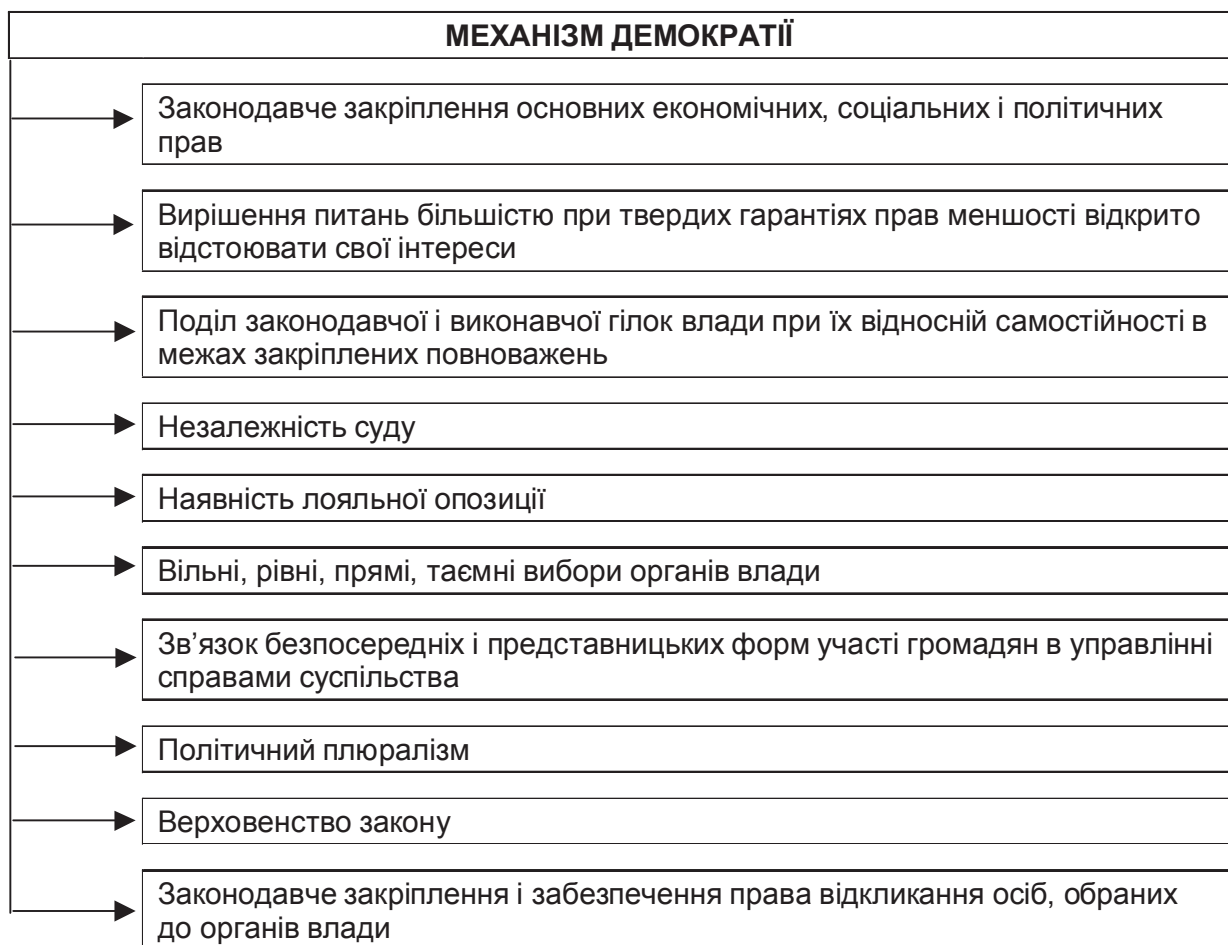 МЕХАНІЗМ ДЕМОКРАТІЇ
Законодавче закріплення основних економічних, соціальних і політичних
прав
Вирішення питань більшістю при твердих гарантіях прав меншості відкрито
відстоювати свої інтереси
Поділ законодавчої і виконавчої гілок влади при їх відносній самостійності в
межах закріплених повноважень
Незалежність суду
Наявність лояльної опозиції
Вільні, рівні, прямі, таємні вибори органів влади
Зв’язок безпосередніх і представницьких форм участі громадян в управлінні
справами суспільства
Політичний плюралізм
Верховенство закону
Законодавче закріплення і забезпечення права відкликання осіб, обраних
до органів влади